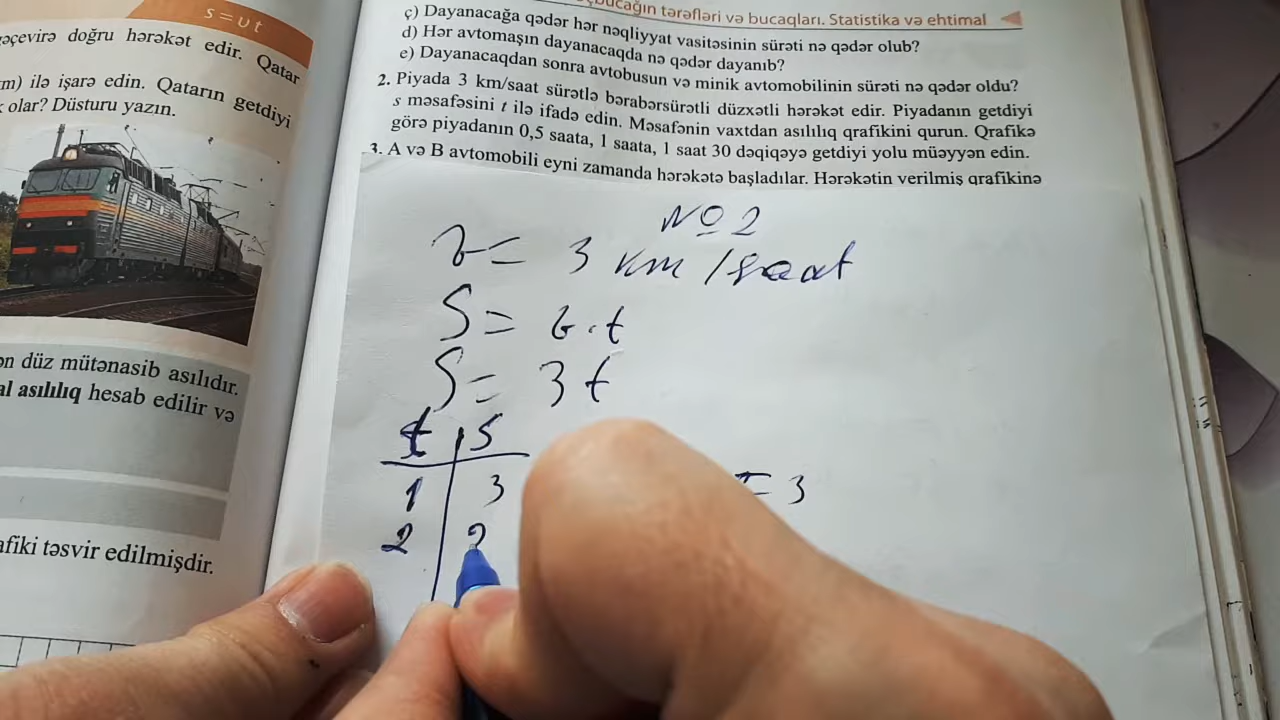 s = υ t
əçevirə doğru hərəkət edir. Qatar
m) ilə işarə edin. Qatarın getdiyi
olar? Düsturu yazın.
ən düz mütənasib asılıdır.
al asılılıq hesab edilir və
afiki təsvir edilmişdir.
çbucağın tərəfləri və bucaqları. Statistika və ehtimal
ç) Dayanacağa qədər hər nəqliyyat vasitəsinin sürəti nə qədər olub?
d) Hər avtomaşın dayanacaqda nə qədər dayanıb?
e) Dayanacaqdan sonra avtobusun və minik avtomobilinin sürəti nə qədər oldu?
2. Piyada 3 km/saat sürətlə bərabərsürətli düzxətli hərəkət edir. Piyadanın getdiyi
s məsafəsini t ilə ifadə edin. Məsafənin vaxtdan asılılıq qrafikini qurun. Qrafikə
görə piyadanın 0,5 saata, 1 saata, 1 saat 30 dəqiqəyə getdiyi yolu müəyyən edin.
3. A və B avtomobili eyni zamanda hərəkətə başladılar. Hərəkətin verilmiş qrafikinə
№ 2
v = 3 km/saat
S = v · t
S = 3 t
t S
1 3
= 3
2